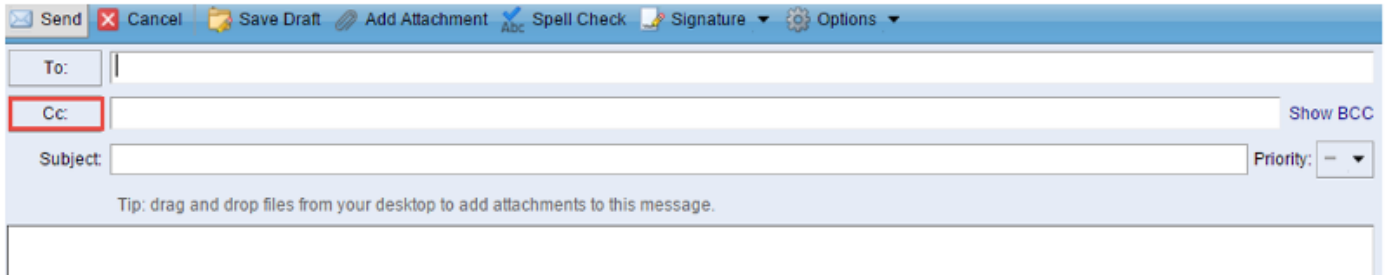 Send Cancel Save Draft Add Attachment Abc Spell Check Signature Options
To:
Cc: Show BCC
Subject: Priority:
Tip: drag and drop files from your desktop to add attachments to this message.